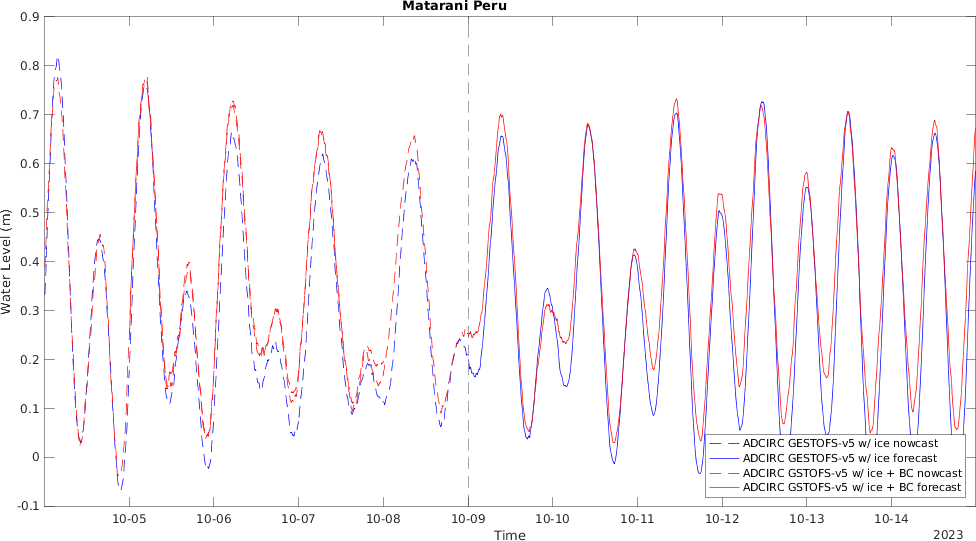 Matarani Peru
0.9
0.8
0.7
0.6
0.5
0.4
0.3
0.2
0.1
0
-0.1
Water Level (m)
ADCIRC GESTOFS-v5 w/ ice nowcast
ADCIRC GESTOFS-v5 w/ ice forecast
ADCIRC GSTOFS-v5 w/ ice + BC nowcast
ADCIRC GSTOFS-v5 w/ ice + BC forecast
10-05 10-06 10-07 10-08 10-09 10-10 10-11 10-12 10-13 10-14
Time
2023